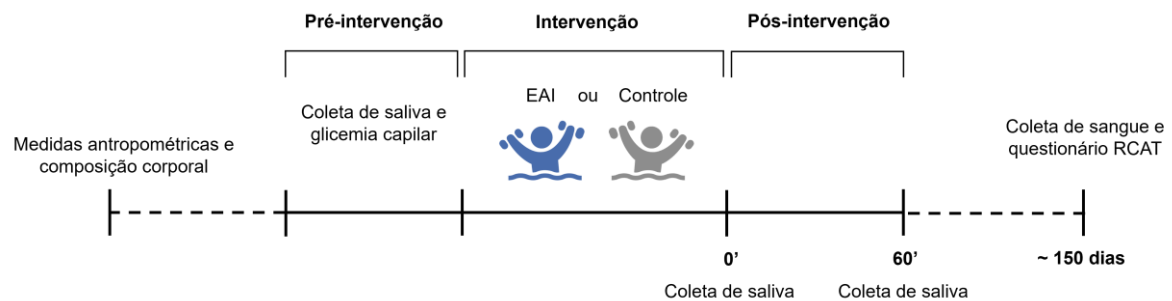 Pré-intervenção
Intervenção
Pós-intervenção
Medidas antropométricas e
composição corporal
Coleta de saliva e
glicemia capilar
EAI ou Controle
Coleta de sangue e
questionário RCAT
0’
60’
~ 150 dias
Coleta de saliva
Coleta de saliva